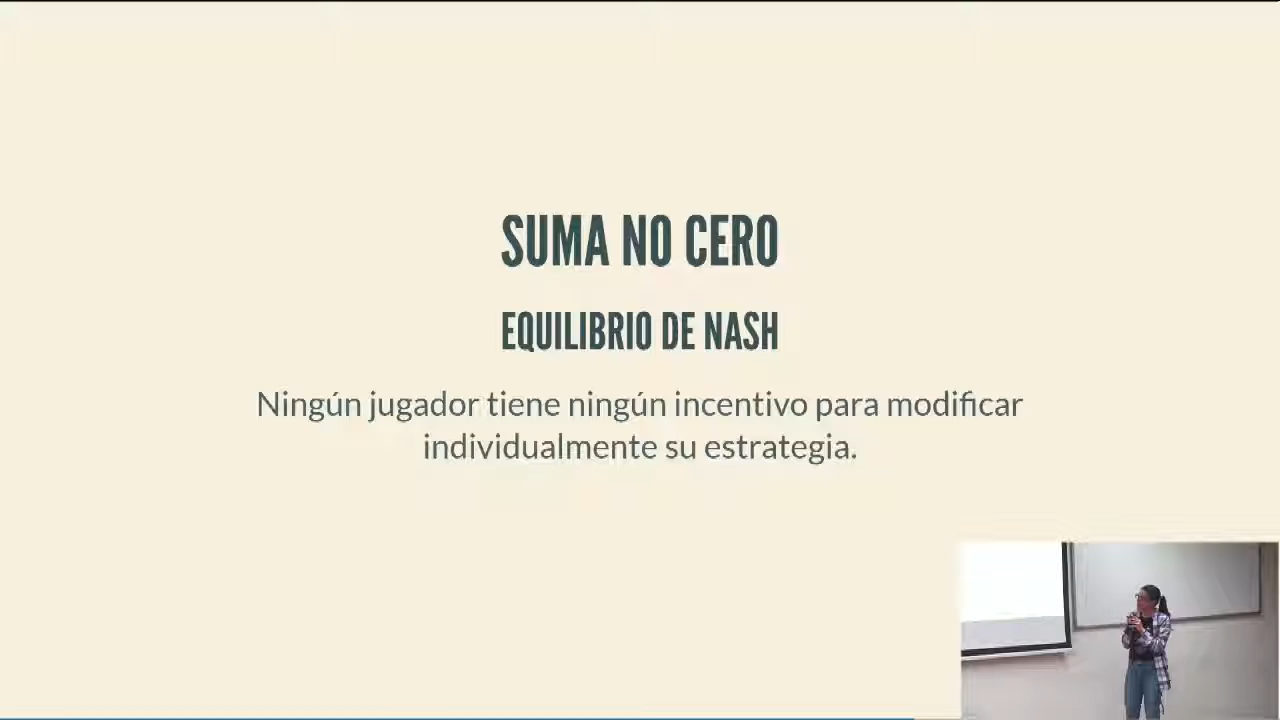 SUMA NO CERO
EQUILIBRIO DE NASH
Ningún jugador tiene ningún incentivo para modificar
individualmente su estrategia.